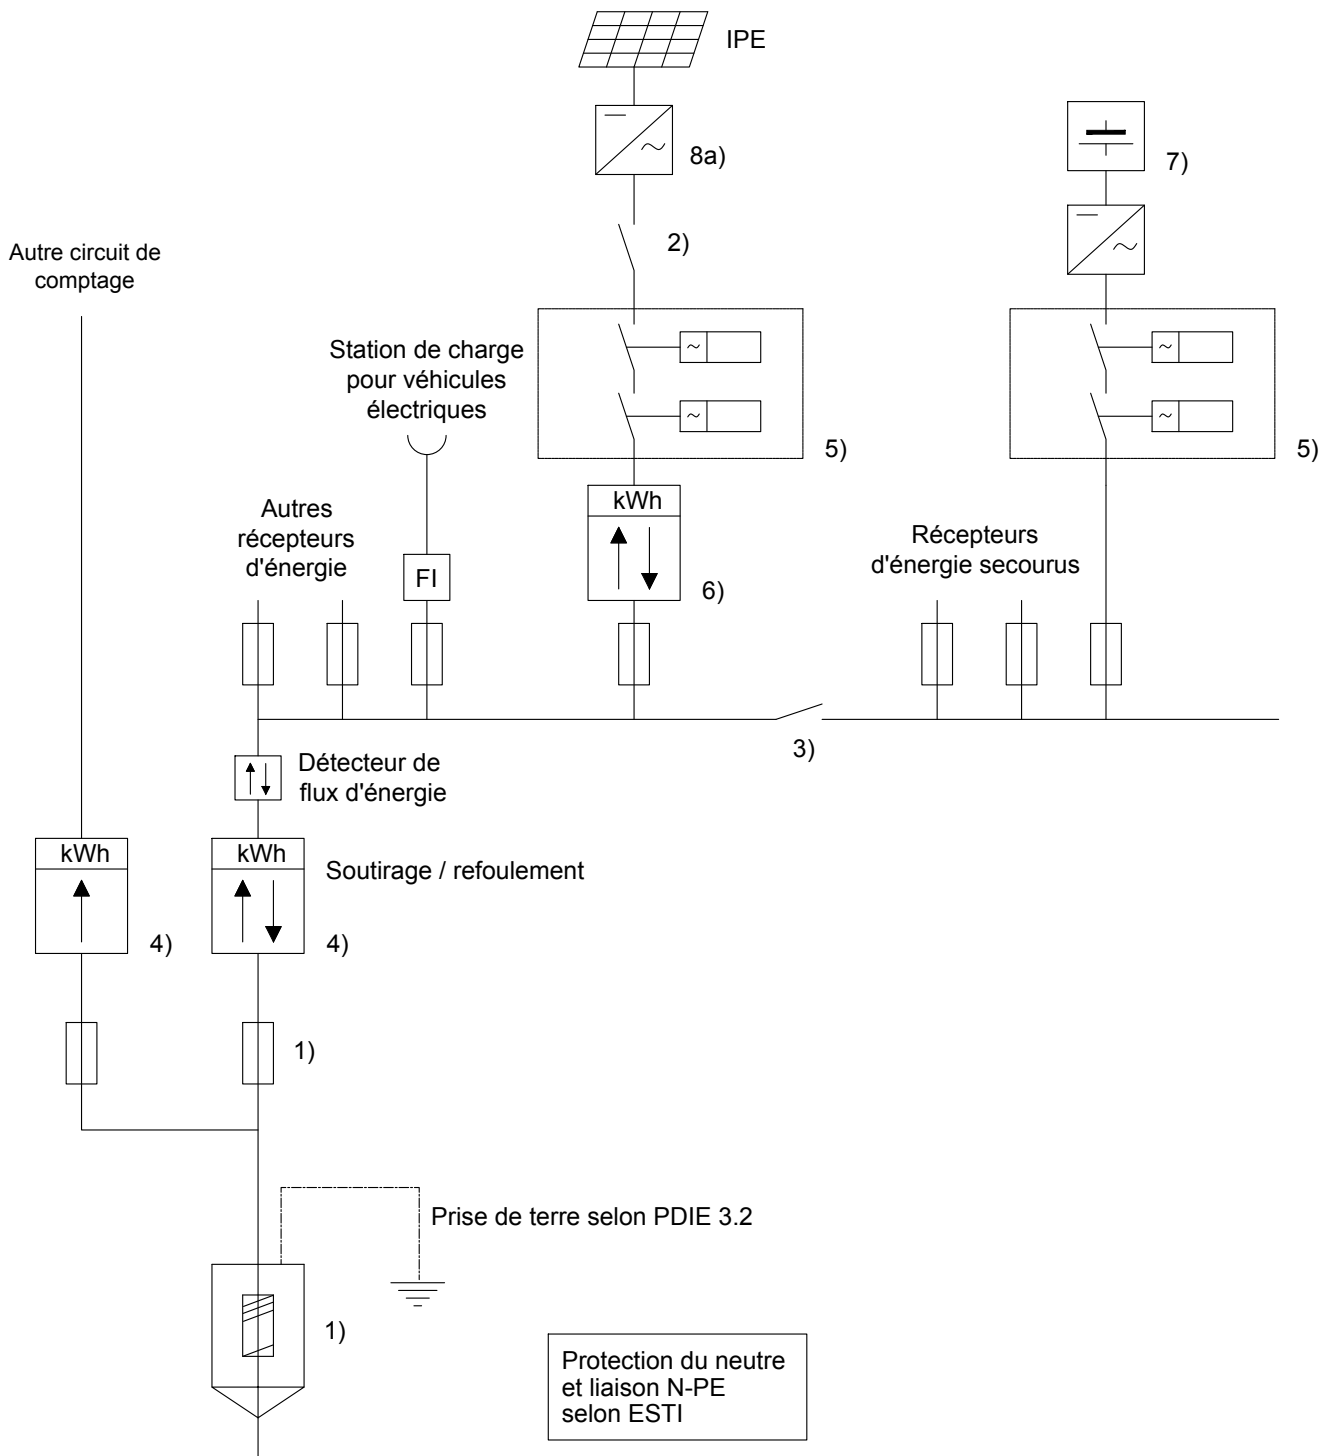 IPE
8a)
7)
2)
Autre circuit de
comptage
Station de charge
pour véhicules
électriques
~
~
~
~
5)
5)
kWh
Autres
récepteurs
d'énergie
FI
6)
Récepteurs
d'énergie secourus
3)
Détecteur de
flux d'énergie
kWh
kWh
Soutirage / refoulement
4)
4)
1)
Prise de terre selon PDIE 3.2
1)
Protection du neutre
et liaison N-PE
selon ESTI